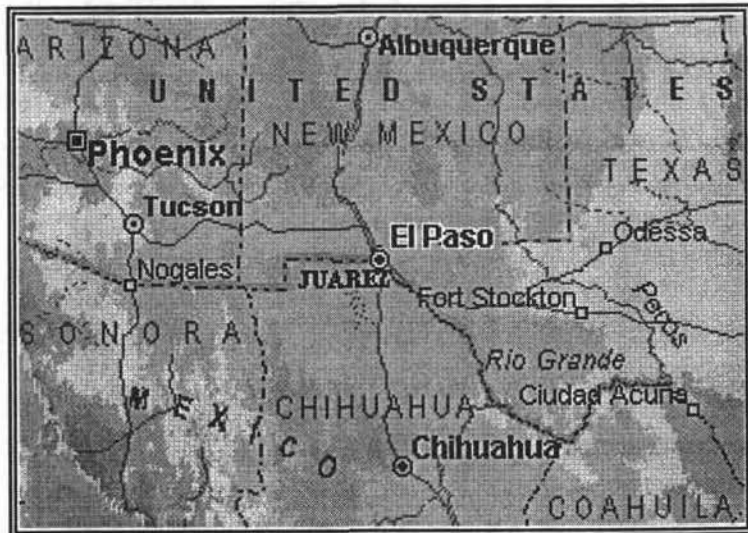 ARIZONA
Albuquerque
UNITED STATES
NEW MEXICO
Phoenix
TEXAS
Tucson
El Paso
Odessa
Nogales
JUAREZ
Fort Stockton
Pecos
SONORA
Rio Grande
MEXICO
CHIHUAHUA
Ciudad Acuña
Chihuahua
COAHUILA